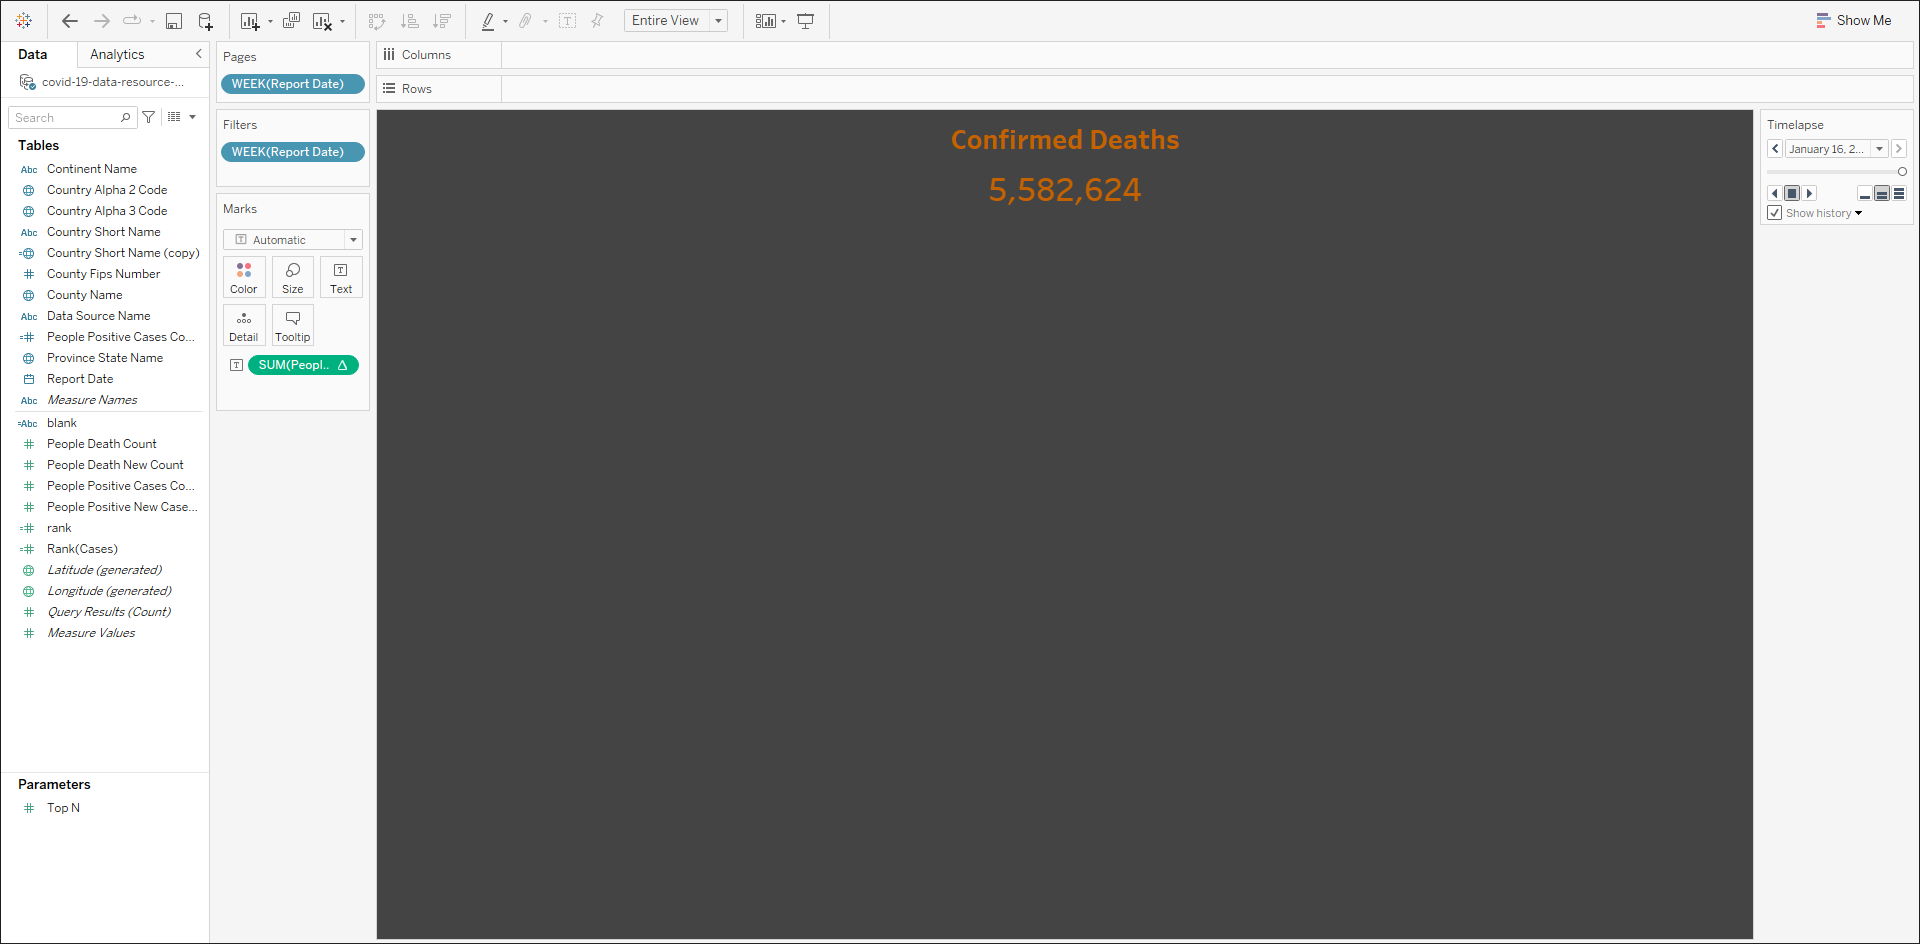 Entire View
Show Me
Data
Analytics
covid-19-data-resource-...
Search
Tables
Abc Continent Name
Country Alpha 2 Code
Country Alpha 3 Code
Abc Country Short Name
=Country Short Name (copy)
# County Fips Number
County Name
Abc Data Source Name
=# People Positive Cases Co...
Province State Name
Report Date
Abc Measure Names
=Abc blank
# People Death Count
# People Death New Count
# People Positive Cases Co...
# People Positive New Case...
=# rank
=# Rank(Cases)
Latitude (generated)
Longitude (generated)
# Query Results (Count)
# Measure Values
Parameters
# Top N
Pages
WEEK(Report Date)
Filters
WEEK(Report Date)
Marks
T Automatic
Color
Size
T Text
Detail
Tooltip
T SUM(Peopl.. Δ
Columns
Rows
Confirmed Deaths
5,582,624
Timelapse
January 16, 2...
Show history